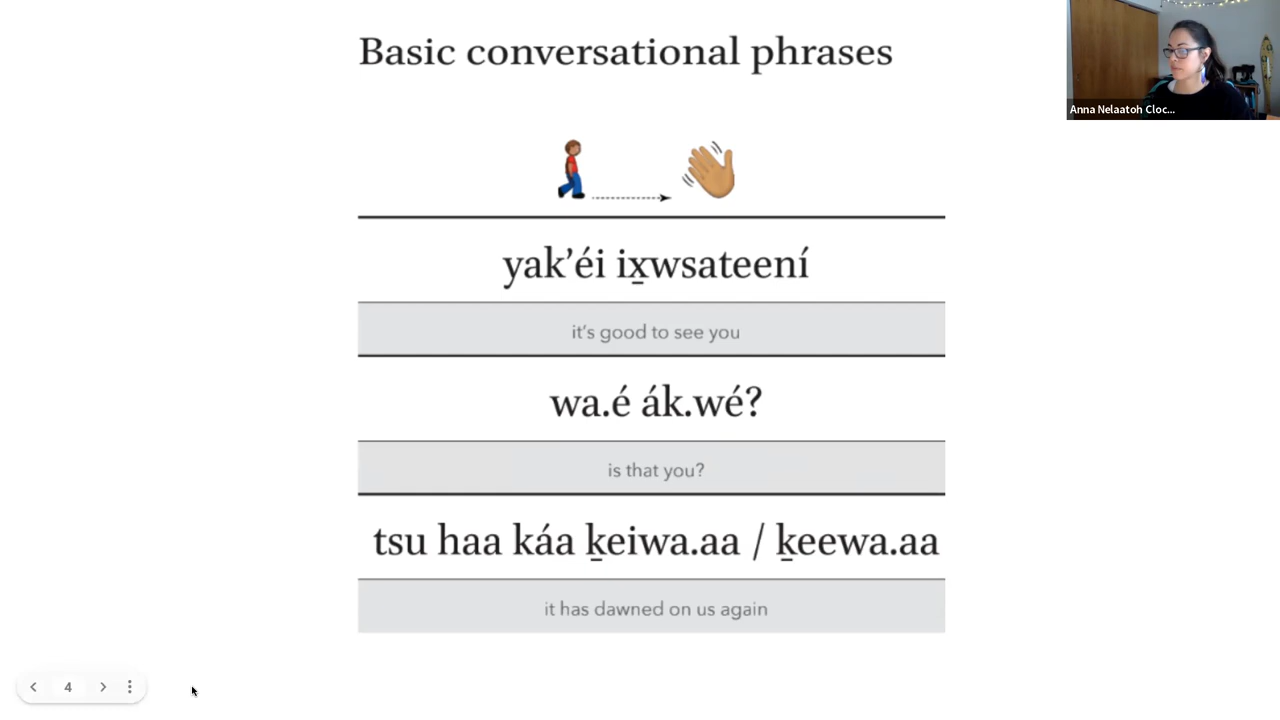 Basic conversational phrases
Anna Nelaatoh Cloc...
yak’éi ix̱wsateení
it's good to see you
wa.é ák.wé?
is that you?
tsu haa káa ḵeiwa.aa / ḵeewa.aa
it has dawned on us again
4